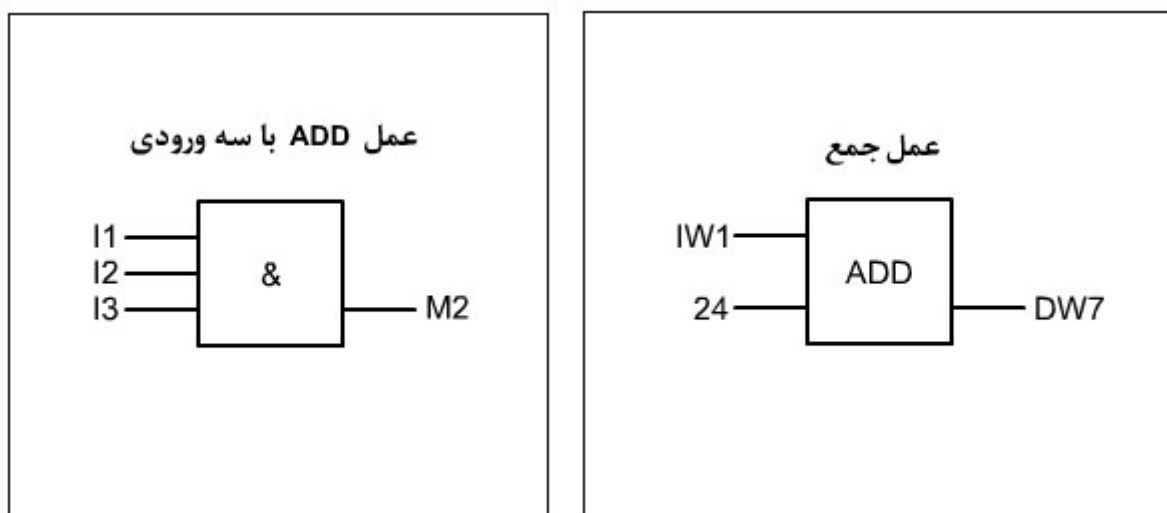 عمل ADD با سه ورودی
I1
I2
I3
&
M2
عمل جمع
IW1
24
ADD
DW7